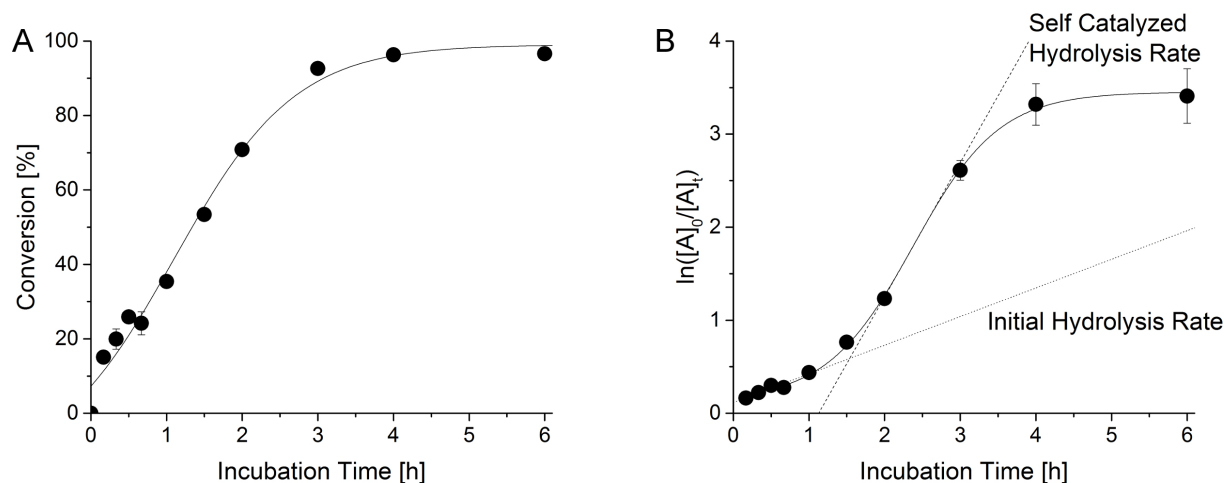 A
Conversion [%]
100
80
60
40
20
0
0 1 2 3 4 5 6
Incubation Time [h]
B
Self Catalyzed
Hydrolysis Rate
ln([A]0/[A]t)
4
3
2
1
0
Initial Hydrolysis Rate
0 1 2 3 4 5 6
Incubation Time [h]